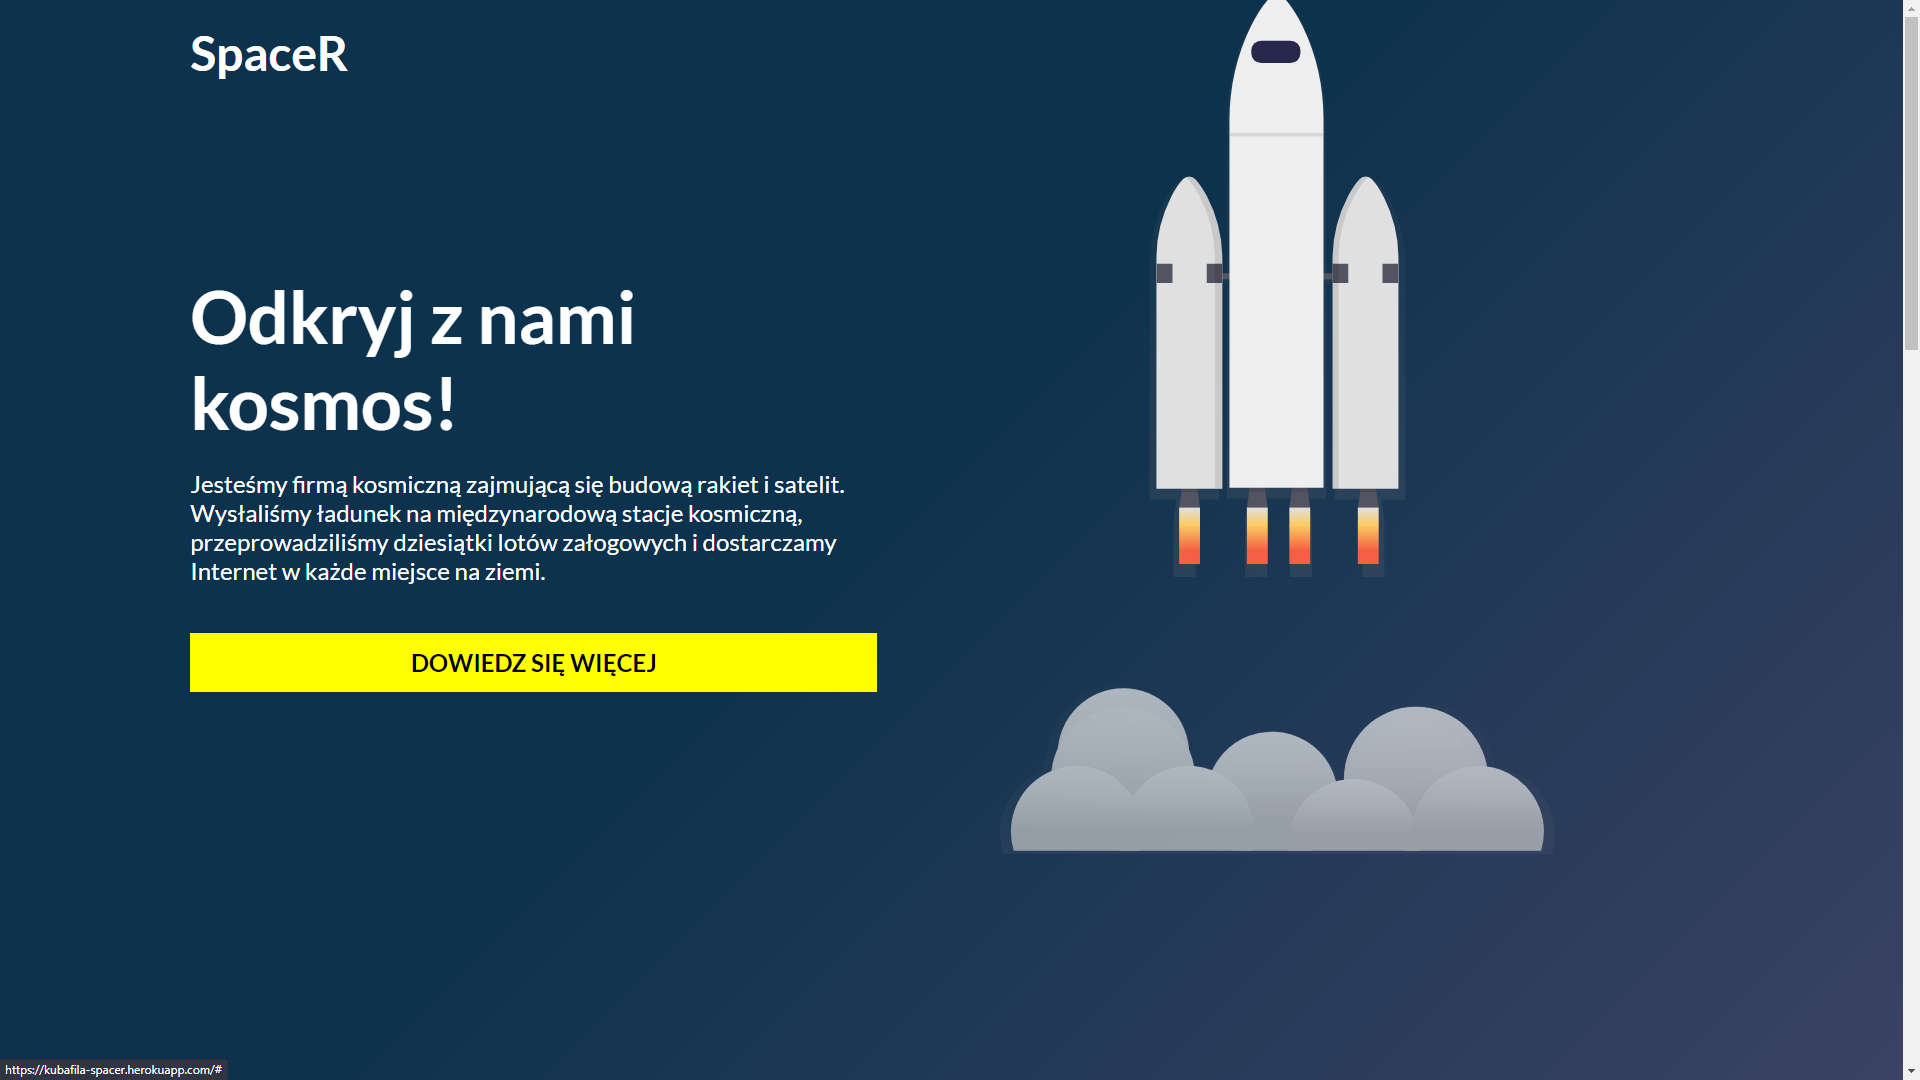 SpaceR
Odkryj z nami
kosmos!
Jesteśmy firmą kosmiczną zajmującą się budową rakiet i satelit.
Wysłaliśmy ładunek na międzynarodową stacje kosmiczną,
przeprowadziliśmy dziesiątki lotów załogowych i dostarczamy
Internet w każde miejsce na ziemi.
DOWIEDZ SIĘ WIĘCEJ
https://kubafila-spacer.herokuapp.com/#